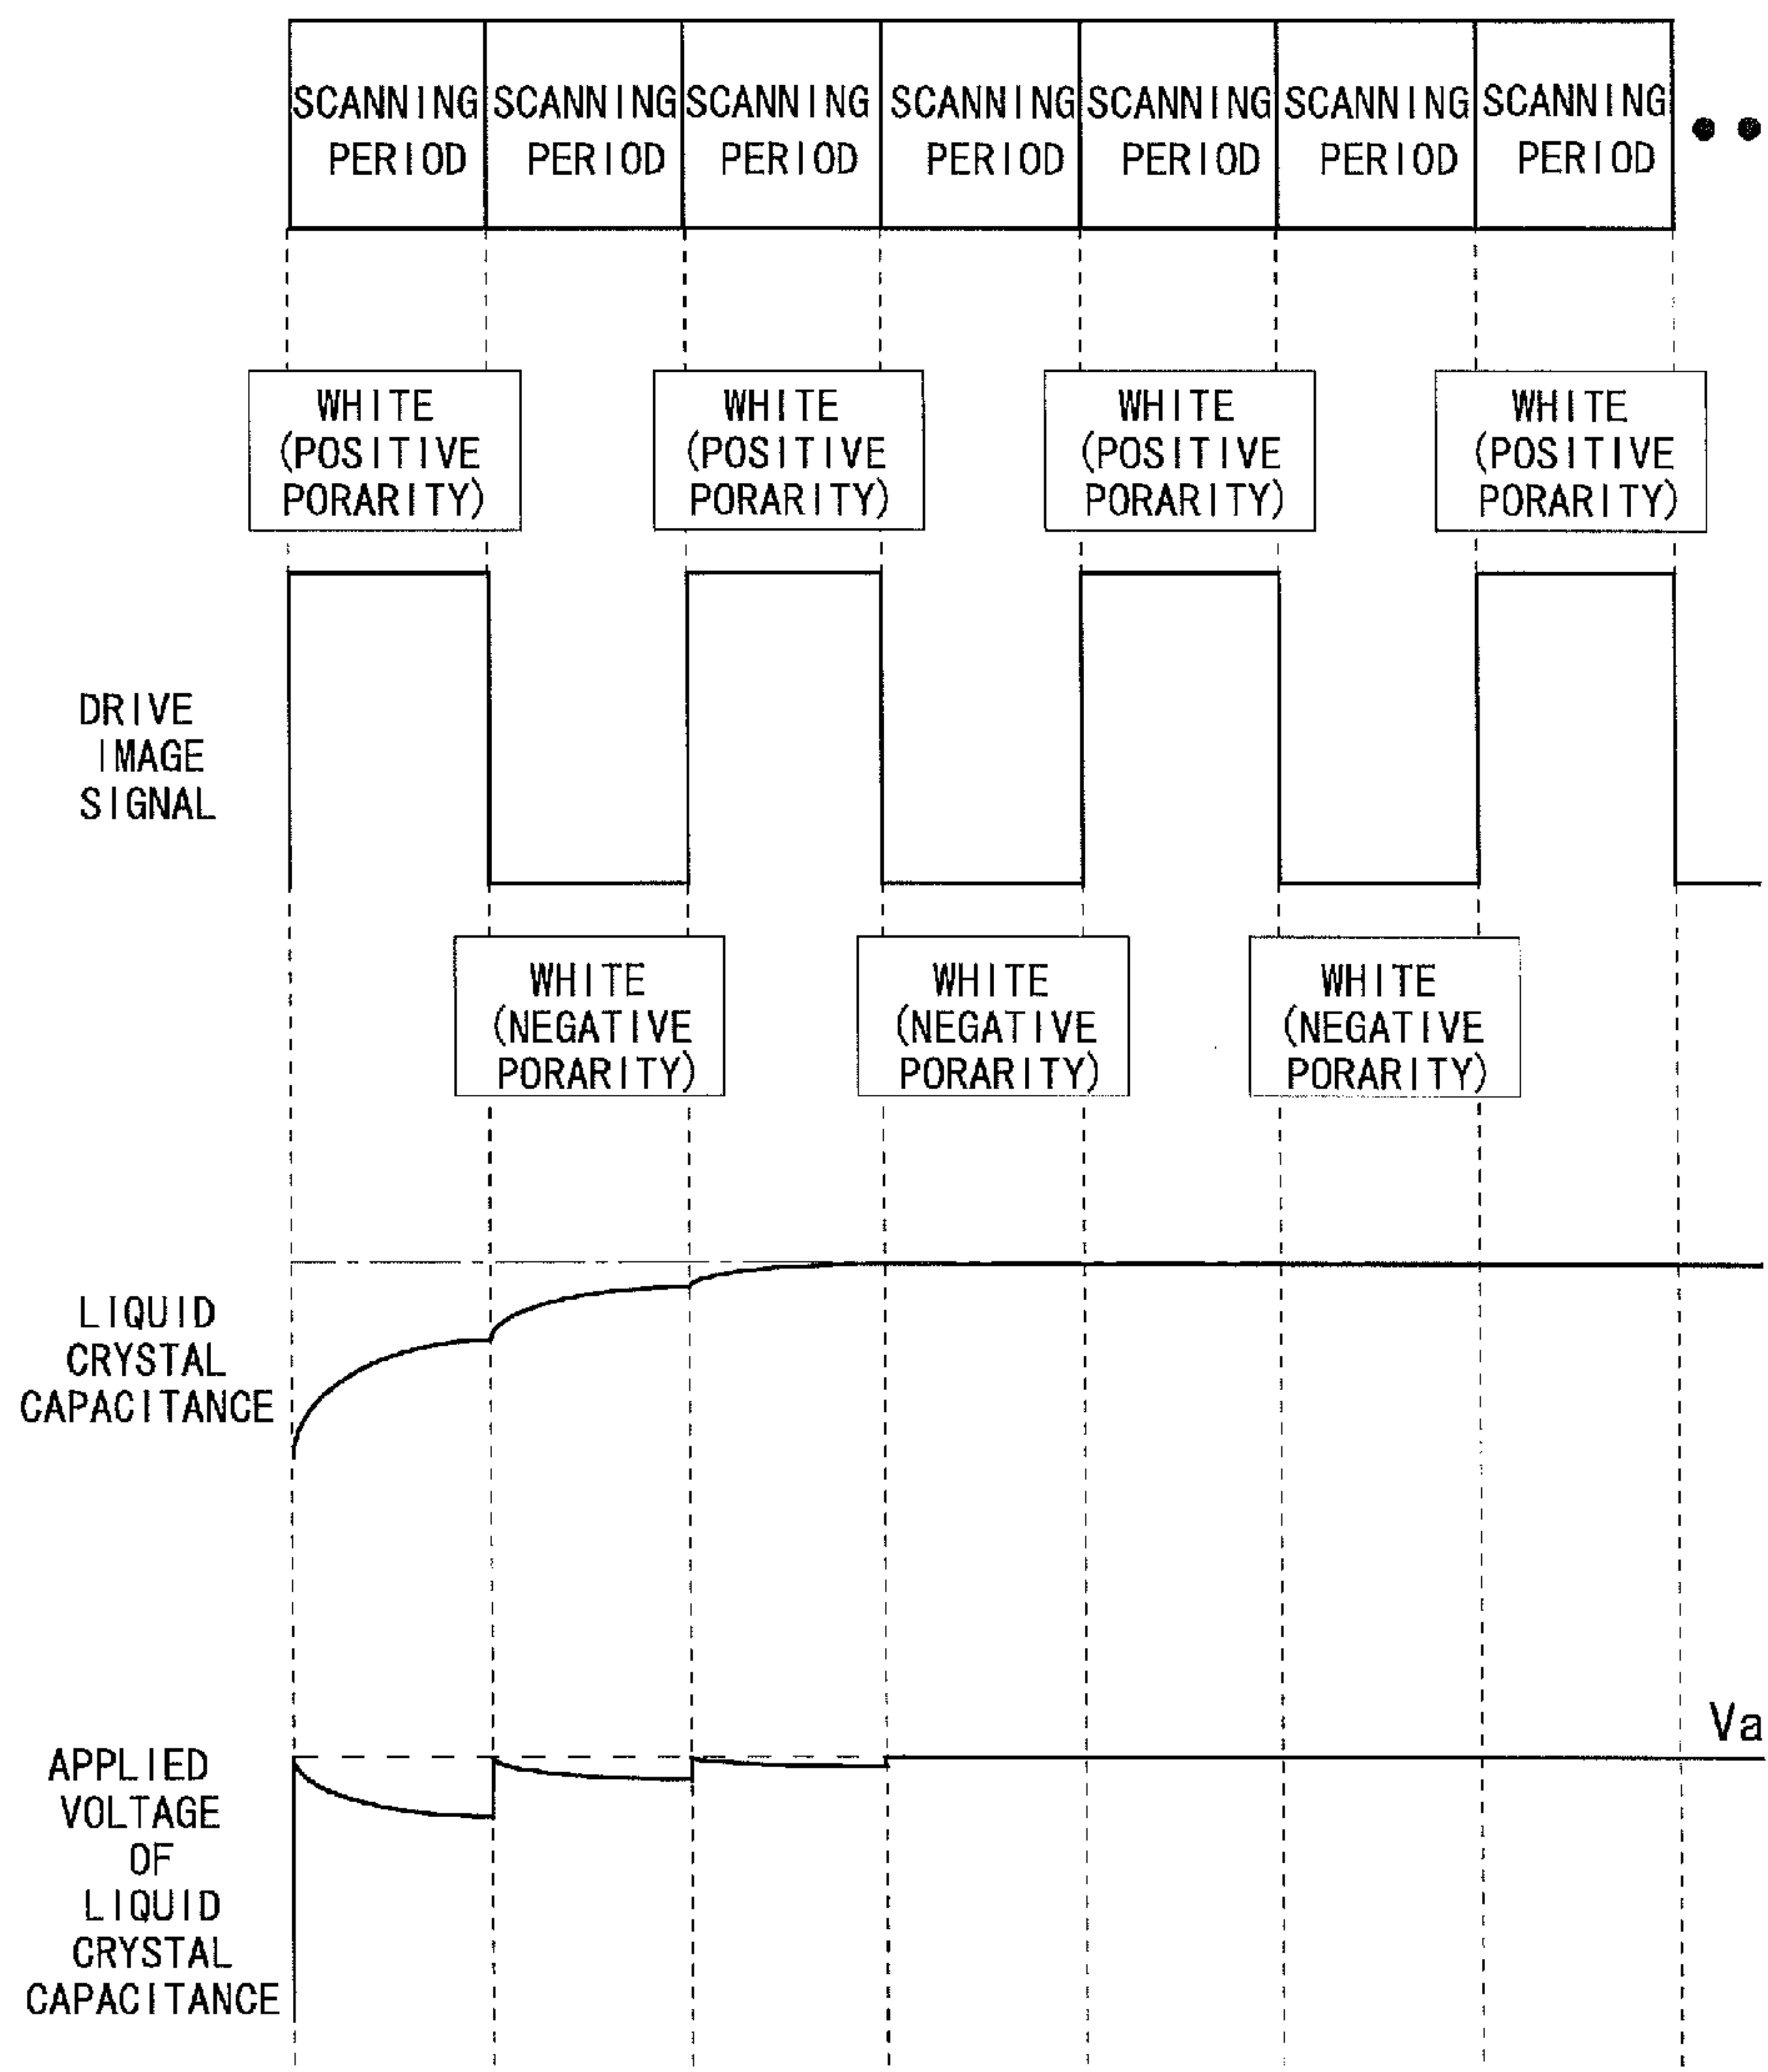 SCANNING
PERIOD
SCANNING
PERIOD
SCANNING
PERIOD
SCANNING
PERIOD
SCANNING
PERIOD
SCANNING
PERIOD
SCANNING
PERIOD
WHITE
(POSITIVE
PORARITY)
WHITE
(POSITIVE
PORARITY)
WHITE
(POSITIVE
PORARITY)
WHITE
(POSITIVE
PORARITY)
DRIVE
IMAGE
SIGNAL
WHITE
(NEGATIVE
PORARITY)
WHITE
(NEGATIVE
PORARITY)
WHITE
(NEGATIVE
PORARITY)
LIQUID
CRYSTAL
CAPACITANCE
Va
APPLIED
VOLTAGE
OF
LIQUID
CRYSTAL
CAPACITANCE